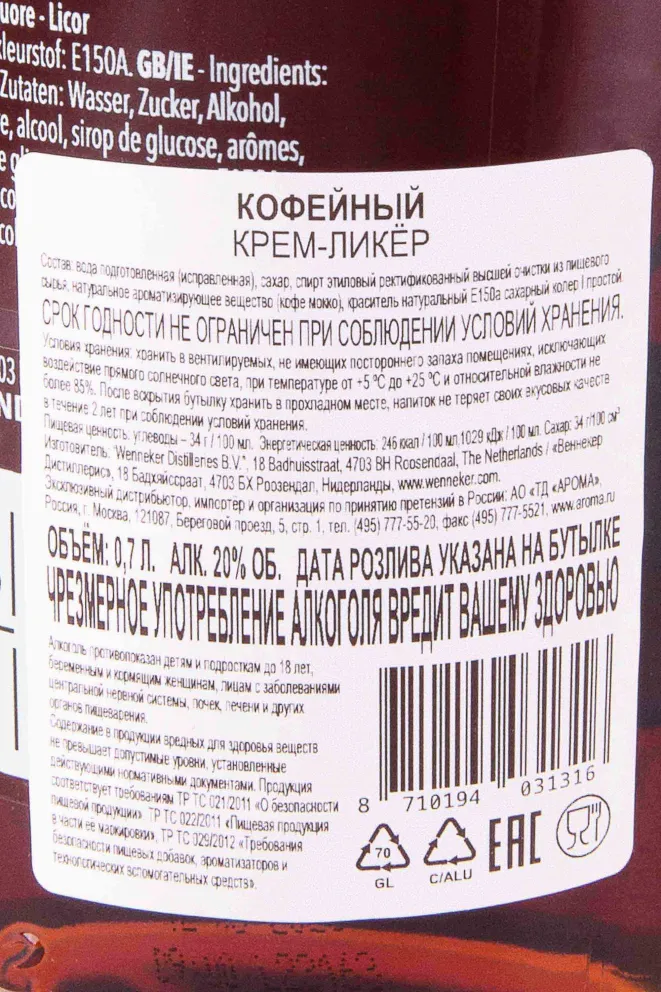 uore - Licor
kleurstof: E150A. GB/IE - Ingredients:
Zutaten: Wasser, Zucker, Alkohol,
e, alcool, sirop de glucose, arômes,
КОФЕЙНЫЙ
КРЕМ-ЛИКЁР
Состав: вода подготовленная (исправленная), сахар, спирт этиловый ректификованный высшей очистки из пищевого
сырья, натуральное ароматизирующее вещество (кофе мокко), краситель натуральный E150a сахарный колер I простой.
СРОК ГОДНОСТИ НЕ ОГРАНИЧЕН ПРИ СОБЛЮДЕНИИ УСЛОВИЙ ХРАНЕНИЯ.
Условия хранения: хранить в вентилируемых, не имеющих постороннего запаха помещениях, исключающих
воздействие прямого солнечного света, при температуре от +5 °С до +25 °С и относительной влажности не
более 85%. После вскрытия бутылку хранить в прохладном месте, напиток не теряет своих вкусовых качеств
в течение 2 лет при соблюдении условий хранения.
Пищевая ценность: углеводы – 34 г / 100 мл. Энергетическая ценность: 246 ккал / 100 мл, 1029 кДж / 100 мл. Сахар: 34 г/100 см³
Изготовитель: "Wenneker Distilleries B.V.", 18 Badhuisstraat, 4703 BH Roosendaal, The Netherlands / «Веннекер
Дистиллерис», 18 Бадхяйссраат, 4703 БХ Роозендал, Нидерланды, www.wenneker.com.
Эксклюзивный дистрибьютор, импортёр и организация по принятию претензий в России: АО «ТД «АРОМА»,
Россия, г. Москва, 121087, Береговой проезд, 5, стр. 1, тел. (495) 777-55-20, факс (495) 777-5521, www.aroma.ru
ОБЪЁМ: 0,7 Л. АЛК. 20% ОБ. ДАТА РОЗЛИВА УКАЗАНА НА БУТЫЛКЕ
ЧРЕЗМЕРНОЕ УПОТРЕБЛЕНИЕ АЛКОГОЛЯ ВРЕДИТ ВАШЕМУ ЗДОРОВЬЮ
Алкоголь противопоказан детям и подросткам до 18 лет,
беременным и кормящим женщинам, лицам с заболеваниями
центральной нервной системы, почек, печени и других
органов пищеварения.
Содержание в продукции вредных для здоровья веществ
не превышает допустимые уровни, установленные
действующими нормативными документами. Продукция
соответствует требованиям ТР ТС 021/2011 «О безопасности
пищевой продукции», ТР ТС 022/2011 «Пищевая продукция
в части её маркировки», ТР ТС 029/2012 «Требования
безопасности пищевых добавок, ароматизаторов и
технологических вспомогательных средств».
8 710194 031316
70
GL
C/ALU
EAC